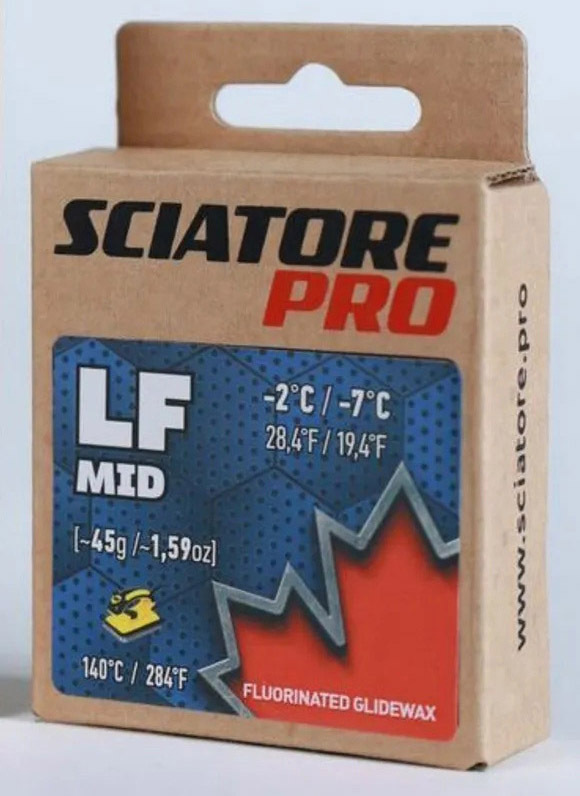 SCIATORE
PRO
LF
MID
-2°C / -7°C
28,4°F / 19,4°F
[~45g /~1,59oz]
140°C / 284°F
FLUORINATED GLIDEWAX
www.sciatore.pro